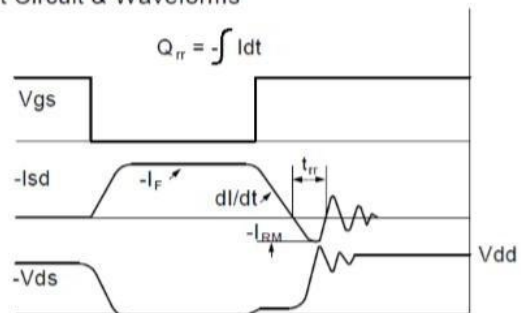 Circuit & Waveforms
Qrr = -∫ Idt
Vgs
-Isd
-IF
dI/dt
trr
-IRM
Vdd
-Vds